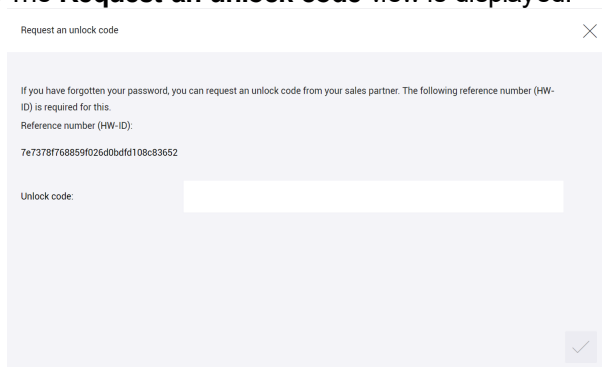 The Request an unlock code view is displayed.
Request an unlock code
If you have forgotten your password, you can request an unlock code from your sales partner. The following reference number (HW-
ID) is required for this.
Reference number (HW-ID):
7e7378f768859f026d0bdfd108c83652
Unlock code: